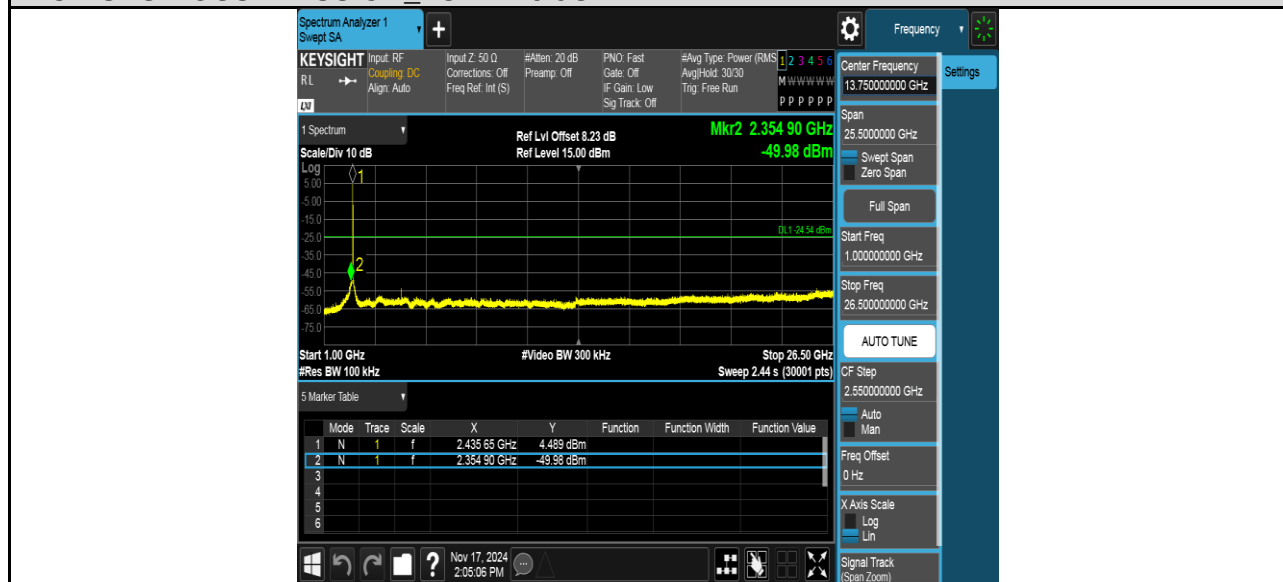 Spectrum Analyzer 1
Swept SA
+
Frequency
KEYSIGHT
RL
LXI
Input: RF
Coupling: DC
Align: Auto
Input Z: 50 Ω
Corrections: Off
Freq Ref: Int (S)
#Atten: 20 dB
Preamp: Off
PNO: Fast
Gate: Off
IF Gain: Low
Sig Track: Off
#Avg Type: Power (RMS
Avg|Hold: 30/30
Trig: Free Run
1 2 3 4 5 6
M W W W W W
P P P P P P
1 Spectrum
Scale/Div 10 dB
Ref Lvl Offset 8.23 dB
Ref Level 15.00 dBm
Mkr2 2.354 90 GHz
-49.98 dBm
Log
5.00
-5.00
-15.0
-25.0
-35.0
-45.0
-55.0
-65.0
-75.0
1
2
DL1 -24.54 dBm
Start 1.00 GHz
#Res BW 100 kHz
#Video BW 300 kHz
Stop 26.50 GHz
Sweep 2.44 s (30001 pts)
5 Marker Table
Mode Trace Scale X Y Function Function Width Function Value
1 N 1 f 2.435 65 GHz 4.489 dBm
2 N 1 f 2.354 90 GHz -49.98 dBm
3
4
5
6
?
Nov 17, 2024
2:05:06 PM
Center Frequency
13.750000000 GHz
Settings
Span
25.5000000 GHz
Swept Span
Zero Span
Full Span
Start Freq
1.000000000 GHz
Stop Freq
26.500000000 GHz
AUTO TUNE
CF Step
2.550000000 GHz
Auto
Man
Freq Offset
0 Hz
X Axis Scale
Log
Lin
Signal Track
(Span Zoom)